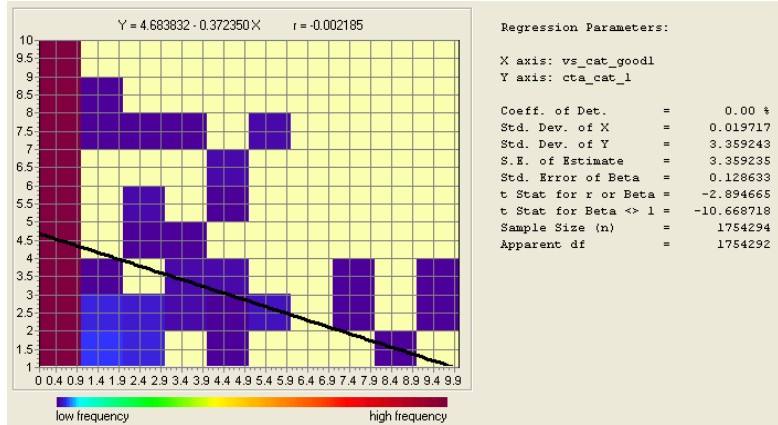 Y = 4.683832 - 0.372350 X r = -0.002185
10
9.5
9
8.5
8
7.5
7
6.5
6
5.5
5
4.5
4
3.5
3
2.5
2
1.5
1
0 0.4 0.9 1.4 1.9 2.4 2.9 3.4 3.9 4.4 4.9 5.4 5.9 6.4 6.9 7.4 7.9 8.4 8.9 9.4 9.9
low frequency high frequency
Regression Parameters:
X axis: vs_cat_good1
Y axis: cta_cat_1
Coeff. of Det. = 0.00 %
Std. Dev. of X = 0.019717
Std. Dev. of Y = 3.359243
S.E. of Estimate = 3.359235
Std. Error of Beta = 0.128633
t Stat for r or Beta = -2.894665
t Stat for Beta <> 1 = -10.668718
Sample Size (n) = 1754294
Apparent df = 1754292